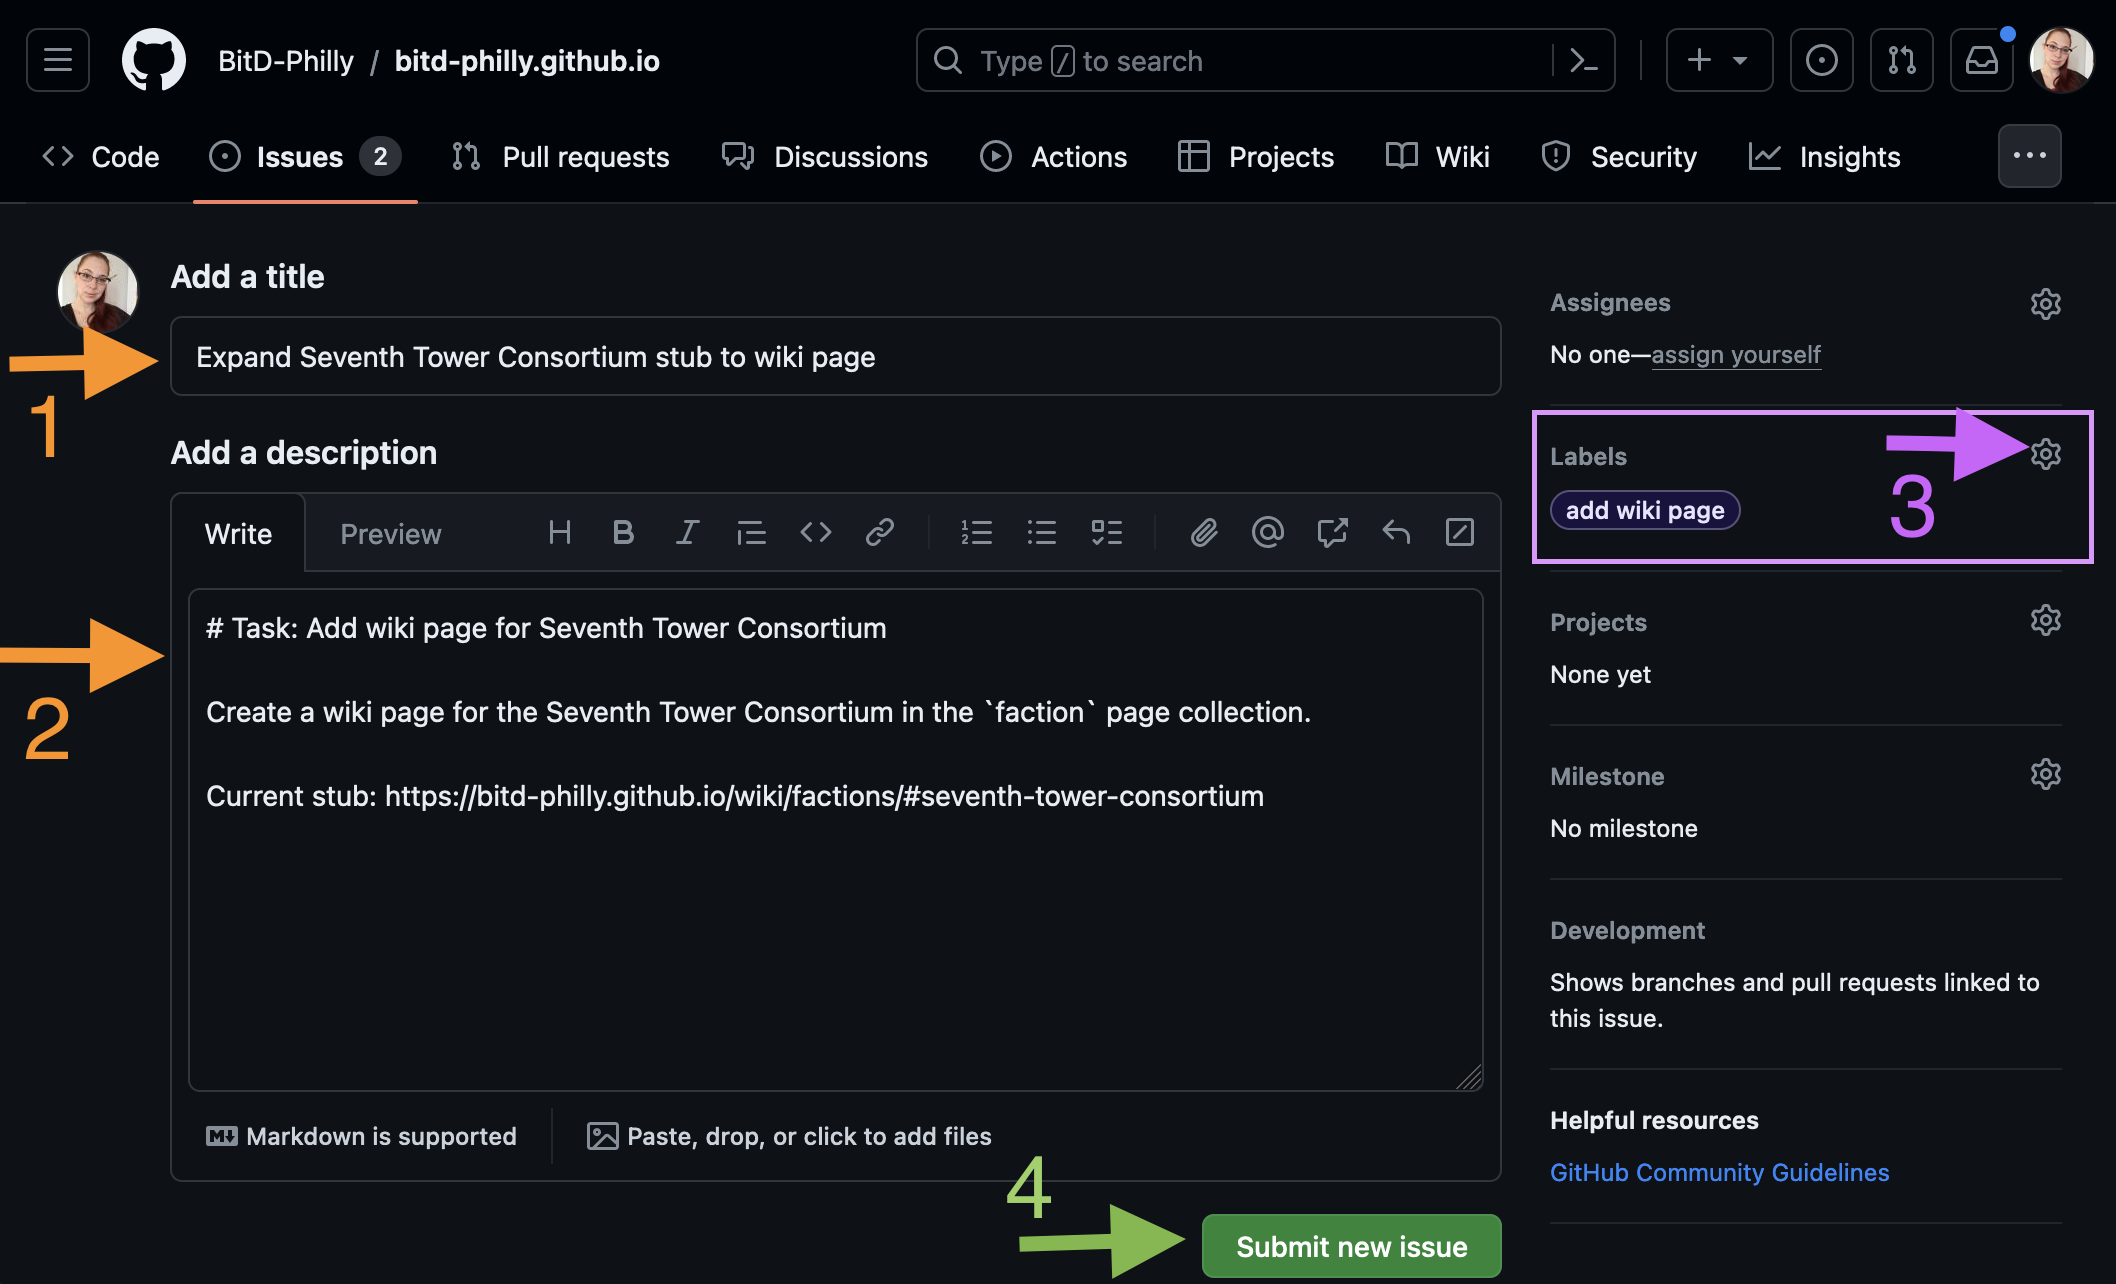 BitD-Philly / bitd-philly.github.io
Type / to search
Code
Issues 2
Pull requests
Discussions
Actions
Projects
Wiki
Security
Insights
Add a title
Expand Seventh Tower Consortium stub to wiki page
1
Add a description
Write
Preview
# Task: Add wiki page for Seventh Tower Consortium
Create a wiki page for the Seventh Tower Consortium in the `faction` page collection.
Current stub: https://bitd-philly.github.io/wiki/factions/#seventh-tower-consortium
2
Markdown is supported
Paste, drop, or click to add files
4
Submit new issue
Assignees
No one—assign yourself
Labels
add wiki page
3
Projects
None yet
Milestone
No milestone
Development
Shows branches and pull requests linked to
this issue.
Helpful resources
GitHub Community Guidelines